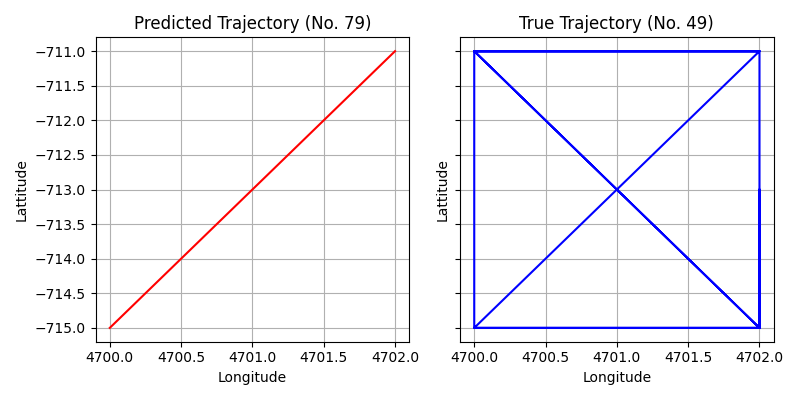 Predicted Trajectory (No. 79)
−711.0
−711.5
−712.0
−712.5
−713.0
−713.5
−714.0
−714.5
−715.0
Lattitude
4700.0 4700.5 4701.0 4701.5 4702.0
Longitude
True Trajectory (No. 49)
Lattitude
4700.0 4700.5 4701.0 4701.5 4702.0
Longitude